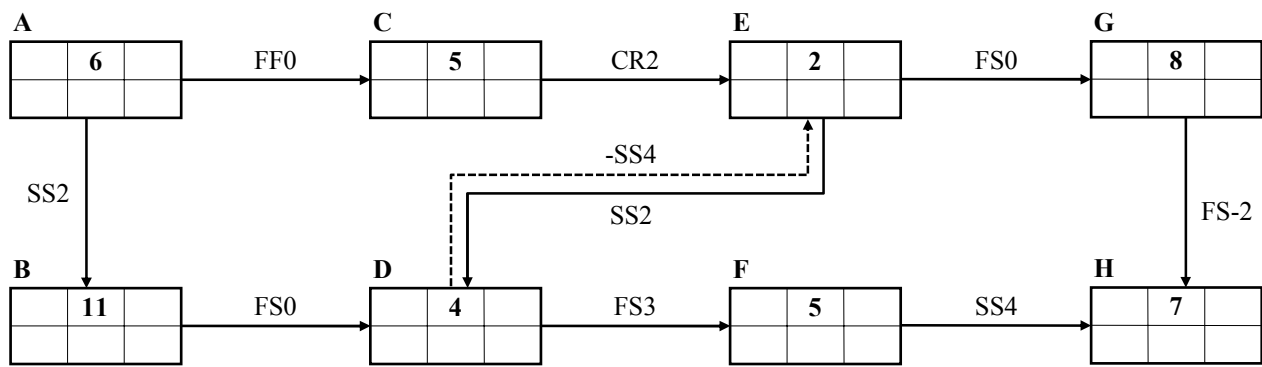 A C E G
6 FF0 5 CR2 2 FS0 8
-SS4
SS2 SS2 FS-2
B D F H
11 FS0 4 FS3 5 SS4 7